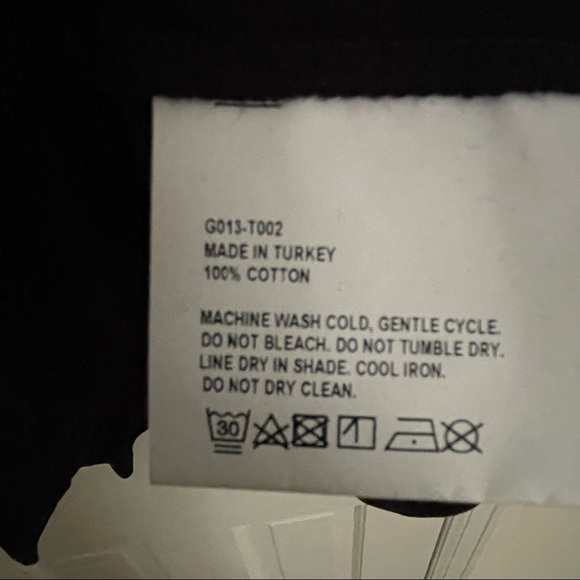 G013-T002
MADE IN TURKEY
100% COTTON
MACHINE WASH COLD, GENTLE CYCLE.
DO NOT BLEACH. DO NOT TUMBLE DRY.
LINE DRY IN SHADE. COOL IRON.
DO NOT DRY CLEAN.
30